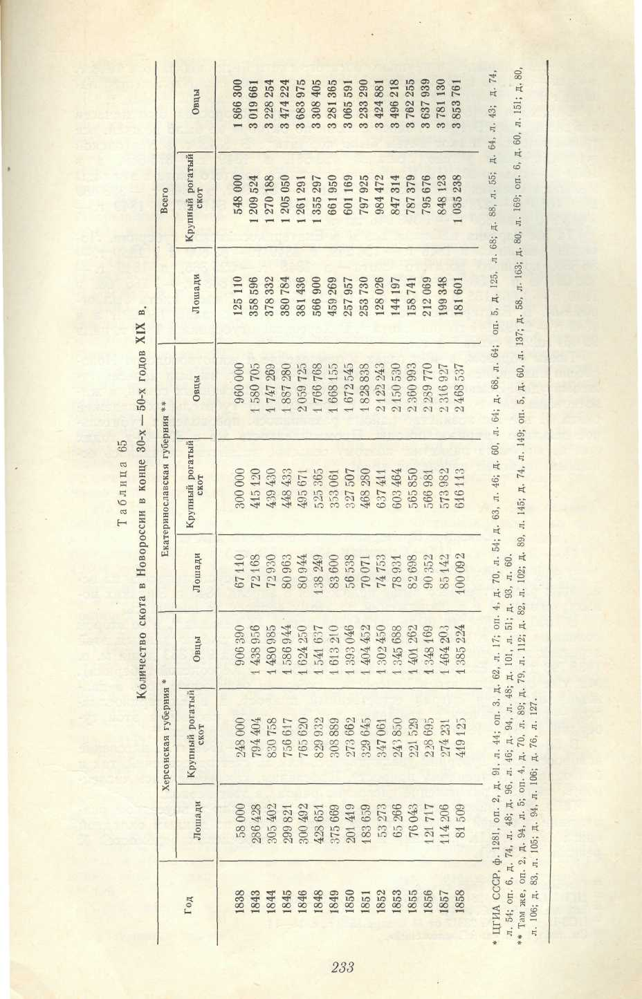 Таблица 65
Количество скота в Новороссии в конце 30-х — 50-х годов XIX в.
Год | Херсонская губерния * | Екатеринославская губерния ** | Всего
Лошади | Крупный рогатый скот | Овцы | Лошади | Крупный рогатый скот | Овцы | Лошади | Крупный рогатый скот | Овцы
1838 | 58 000 | 248 000 | 906 390 | 67 110 | 300 000 | 960 000 | 125 110 | 548 000 | 1 866 300
1843 | 286 428 | 794 404 | 1 438 956 | 72 168 | 415 120 | 1 580 705 | 358 596 | 1 209 524 | 3 019 661
1844 | 305 402 | 830 758 | 1 480 985 | 72 930 | 439 430 | 1 747 269 | 378 332 | 1 270 188 | 3 228 254
1845 | 299 821 | 756 617 | 1 586 944 | 80 963 | 448 433 | 1 887 280 | 380 784 | 1 205 050 | 3 474 224
1846 | 300 492 | 765 620 | 1 624 250 | 80 944 | 495 671 | 2 059 725 | 381 436 | 1 261 291 | 3 683 975
1848 | 428 651 | 829 932 | 1 541 637 | 138 249 | 525 365 | 1 766 768 | 566 900 | 1 355 297 | 3 308 405
1849 | 375 669 | 308 889 | 1 613 210 | 83 600 | 353 061 | 1 668 155 | 459 269 | 661 950 | 3 281 365
1850 | 201 419 | 273 662 | 1 393 046 | 56 538 | 327 507 | 1 672 545 | 257 957 | 601 169 | 3 065 591
1851 | 183 659 | 329 645 | 1 404 452 | 70 071 | 468 280 | 1 828 838 | 253 730 | 797 925 | 3 233 290
1852 | 53 273 | 347 061 | 1 302 450 | 74 753 | 637 411 | 2 122 243 | 128 026 | 984 472 | 3 424 881
1853 | 65 266 | 243 850 | 1 345 688 | 78 931 | 603 464 | 2 150 530 | 144 197 | 847 314 | 3 496 218
1855 | 76 043 | 221 529 | 1 401 262 | 82 698 | 565 850 | 2 360 993 | 158 741 | 787 379 | 3 762 255
1856 | 121 717 | 228 695 | 1 348 169 | 90 352 | 566 981 | 2 289 770 | 212 069 | 795 676 | 3 637 939
1857 | 114 206 | 274 231 | 1 464 203 | 85 142 | 573 982 | 2 316 927 | 199 348 | 848 123 | 3 781 130
1858 | 81 509 | 419 125 | 1 385 224 | 100 092 | 616 113 | 2 468 537 | 181 601 | 1 035 238 | 3 853 761
* ЦГИА СССР, ф. 1281, оп. 2, д. 91, л. 44; оп. 3, д. 62, л. 17; оп. 4, д. 70, л. 54; д. 63, л. 46; д. 60, л. 64; д. 68, л. 64; оп. 5, д. 125, л. 68; д. 88, л. 55; д. 64, л. 43; д. 74,
л. 54; оп. 6, д. 74, л. 48; д. 96, л. 46; д. 94, л. 48; д. 101, л. 51; д. 93, л. 60.
** Там же, оп. 2, д. 94, л. 5; оп. 4, д. 70, л. 89; д. 79, л. 112; д. 82, л. 102; д. 89, л. 145; д. 74, л. 149; оп. 5, д. 60, л. 137; д. 58, л. 163; д. 80, л. 169; оп. 6, д. 60, л. 151; д. 80,
л. 106; д. 83, л. 105; д. 94, л. 106; д. 76, л. 127.
233